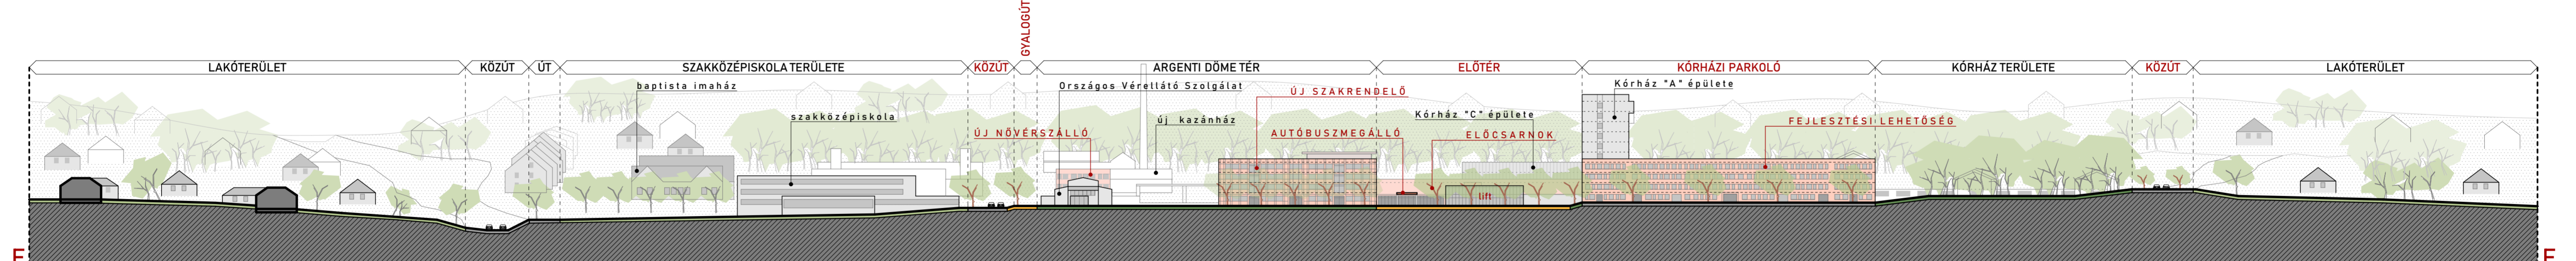 GYALOGÚT
LAKÓTERÜLET
KÖZÚT
ÚT
SZAKKÖZÉPISKOLA TERÜLETE
KÖZÚT
ARGENTI DÖME TÉR
ELŐTÉR
KÓRHÁZI PARKOLÓ
KÓRHÁZ TERÜLETE
KÖZÚT
LAKÓTERÜLET
baptista imaház
Országos Vérellátó Szolgálat
ÚJ SZAKRENDELŐ
Kórház "A" épülete
szakközépiskola
új kazánház
Kórház "C" épülete
FEJLESZTÉSI LEHETŐSÉG
ÚJ NŐVÉRSZÁLLÓ
AUTÓBUSZMEGÁLLÓ
ELŐCSARNOK
lift